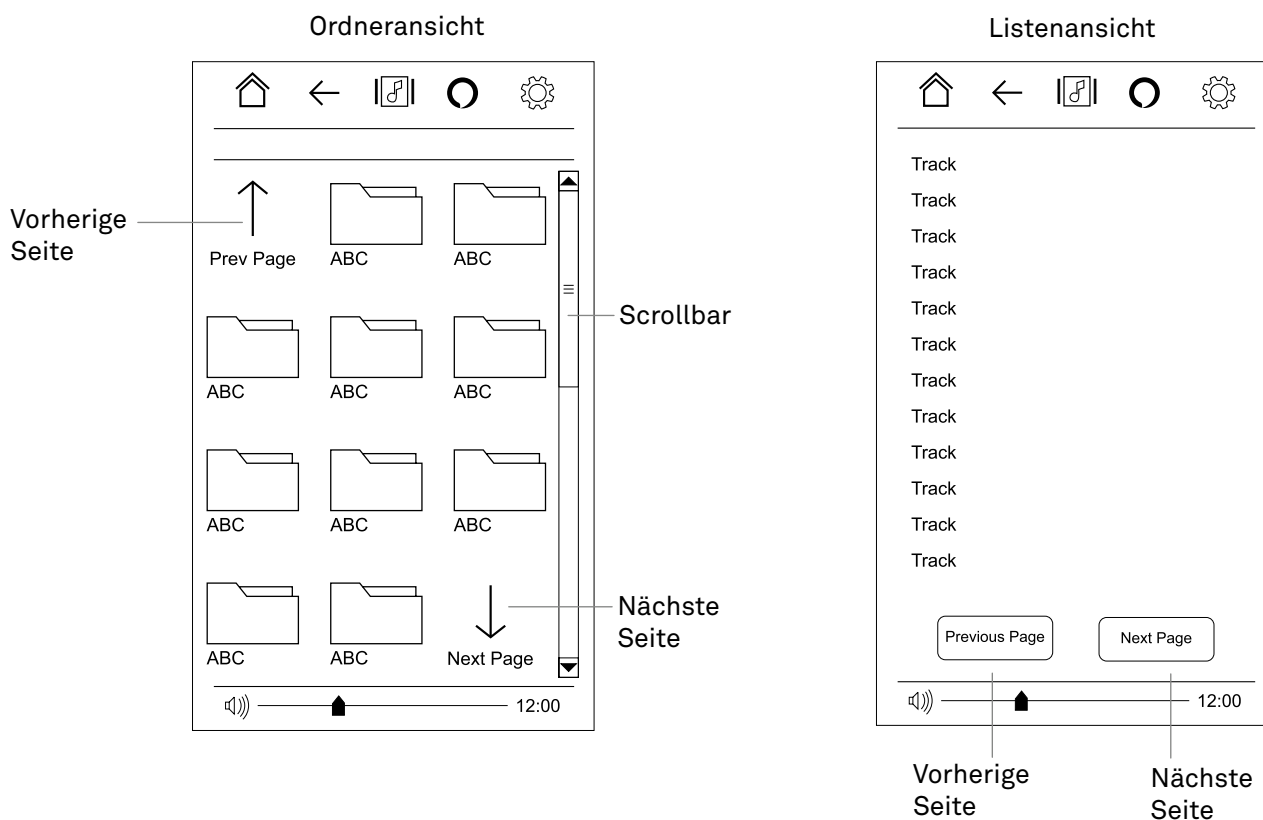 Ordneransicht
Vorherige
Seite
Prev Page
ABC
ABC
Scrollbar
ABC
ABC
ABC
ABC
ABC
ABC
Nächste
Seite
ABC
ABC
Next Page
12:00
Listenansicht
Track
Track
Track
Track
Track
Track
Track
Track
Track
Track
Track
Track
Previous Page
Next Page
12:00
Vorherige
Seite
Nächste
Seite